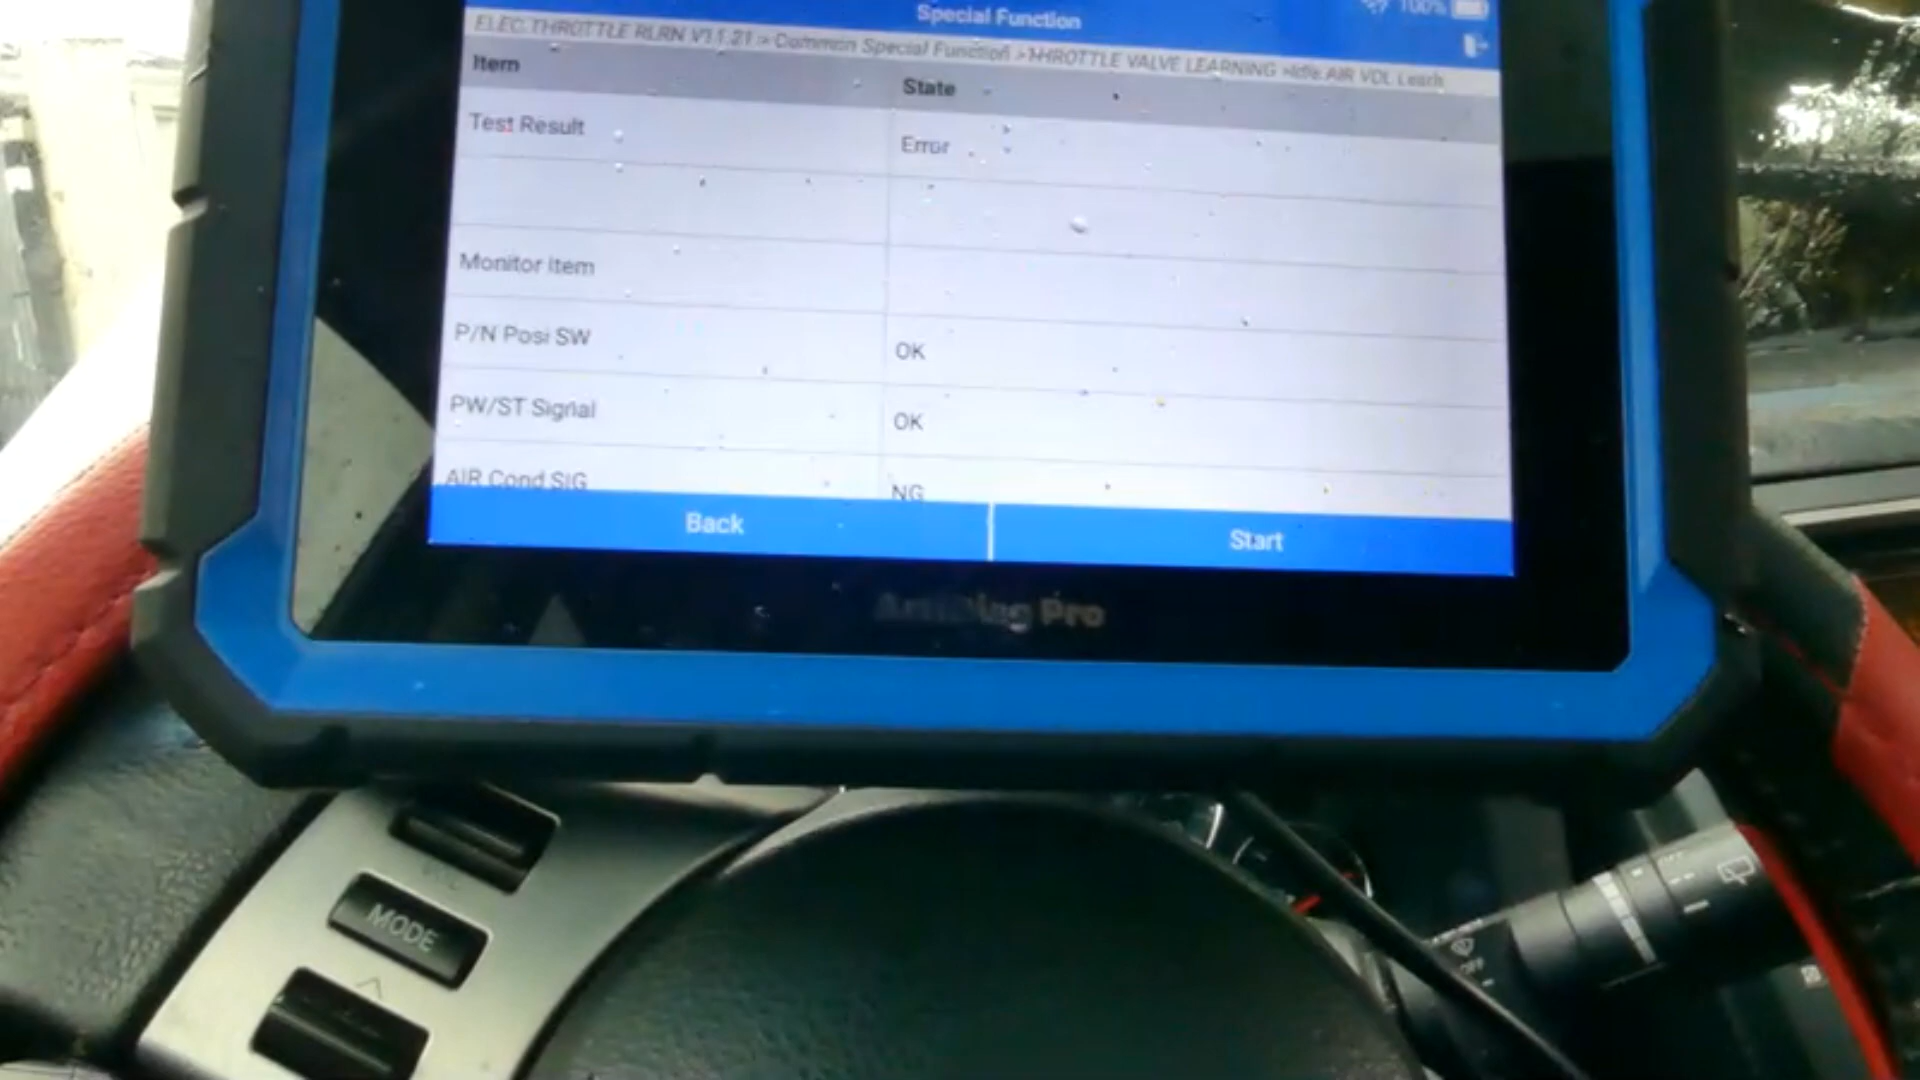 Special Function
100%
ELEC.THROTTLE RLRN V11.21 > Common Special Function >THROTTLE VALVE LEARNING >Idle AIR VOL Learn
Item State
Test Result Error
Monitor Item
P/N Posi SW OK
PW/ST Signal OK
AIR Cond SIG NG
Back Start
ArtiDiag Pro
MODE
OFF